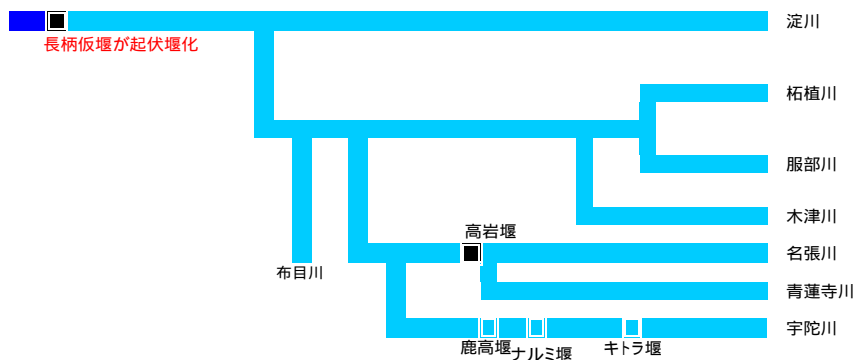 淀川
長柄仮堰が起伏堰化
柘植川
服部川
木津川
高岩堰
名張川
布目川
青蓮寺川
宇陀川
鹿高堰
ナルミ堰
キトラ堰